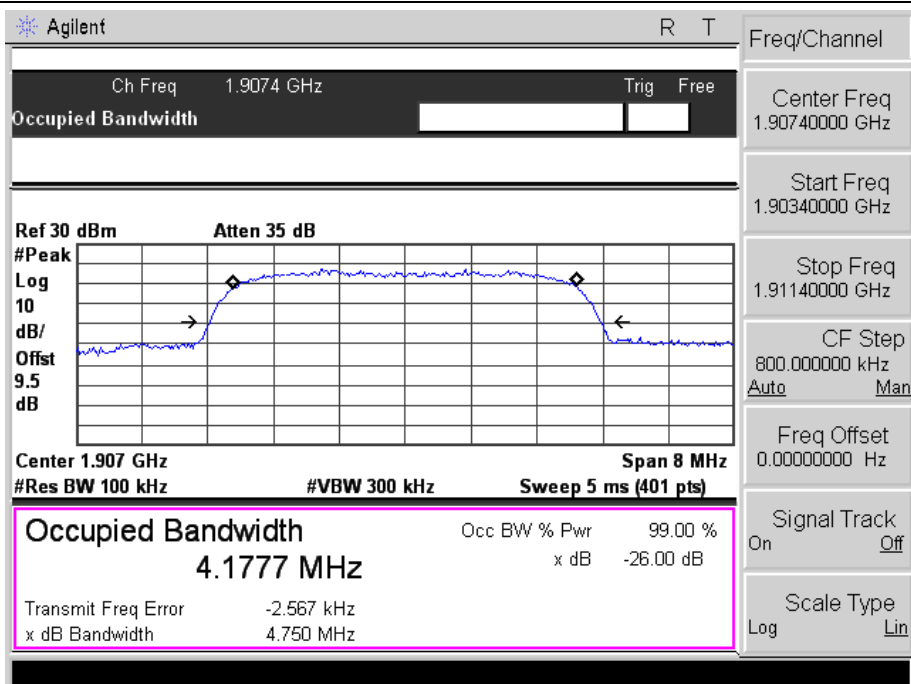 Agilent R T
Ch Freq 1.9074 GHz Trig Free
Occupied Bandwidth
Ref 30 dBm Atten 35 dB
#Peak
Log
10
dB/
Offst
9.5
dB
Center 1.907 GHz Span 8 MHz
#Res BW 100 kHz #VBW 300 kHz Sweep 5 ms (401 pts)
Occupied Bandwidth Occ BW % Pwr 99.00 %
4.1777 MHz x dB -26.00 dB
Transmit Freq Error -2.567 kHz
x dB Bandwidth 4.750 MHz
Freq/Channel
Center Freq
1.90740000 GHz
Start Freq
1.90340000 GHz
Stop Freq
1.91140000 GHz
CF Step
800.000000 kHz
Auto Man
Freq Offset
0.00000000 Hz
Signal Track
On Off
Scale Type
Log Lin